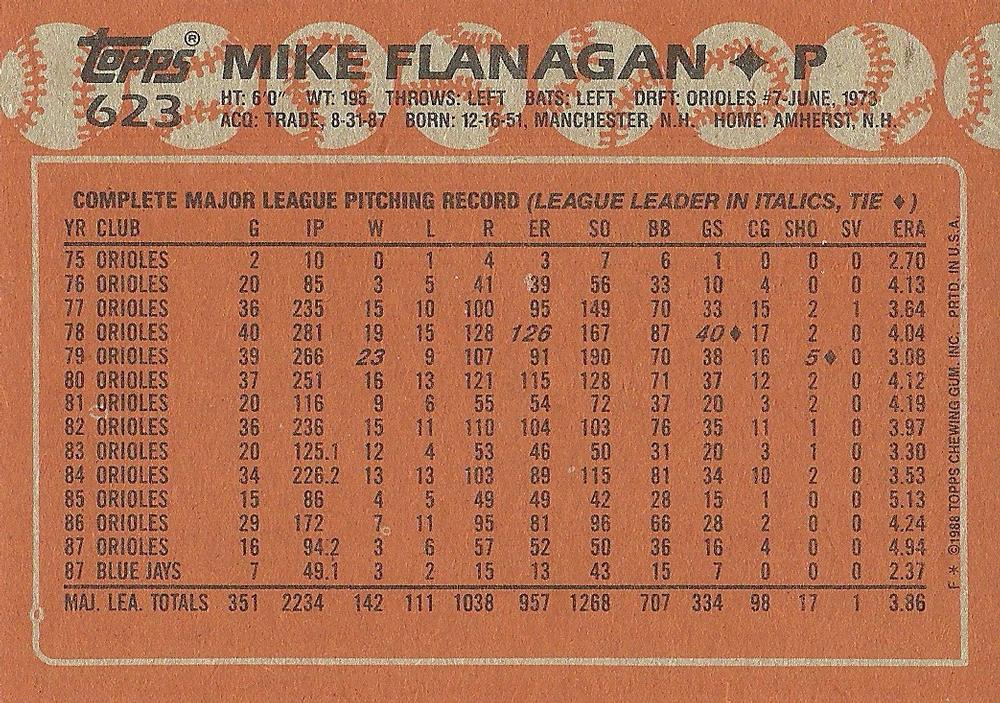 Topps® MIKE FLANAGAN ♦ P
623 HT: 6'0" WT: 195 THROWS: LEFT BATS: LEFT DRFT: ORIOLES #7-JUNE, 1973
ACQ: TRADE, 8-31-87 BORN: 12-16-51, MANCHESTER, N.H. HOME: AMHERST, N.H.
COMPLETE MAJOR LEAGUE PITCHING RECORD (LEAGUE LEADER IN ITALICS, TIE ♦)
YR CLUB G IP W L R ER SO BB GS CG SHO SV ERA
75 ORIOLES 2 10 0 1 4 3 7 6 1 0 0 0 2.70
76 ORIOLES 20 85 3 5 41 39 56 33 10 4 0 0 4.13
77 ORIOLES 36 235 15 10 100 95 149 70 33 15 2 1 3.64
78 ORIOLES 40 281 19 15 128 126 167 87 40♦ 17 2 0 4.04
79 ORIOLES 39 266 23 9 107 91 190 70 38 16 5♦ 0 3.08
80 ORIOLES 37 251 16 13 121 115 128 71 37 12 2 0 4.12
81 ORIOLES 20 116 9 6 55 54 72 37 20 3 2 0 4.19
82 ORIOLES 36 236 15 11 110 104 103 76 35 11 1 0 3.97
83 ORIOLES 20 125.1 12 4 53 46 50 31 20 3 1 0 3.30
84 ORIOLES 34 226.2 13 13 103 89 115 81 34 10 2 0 3.53
85 ORIOLES 15 86 4 5 49 49 42 28 15 1 0 0 5.13
86 ORIOLES 29 172 7 11 95 81 96 66 28 2 0 0 4.24
87 ORIOLES 16 94.2 3 6 57 52 50 36 16 4 0 0 4.94
87 BLUE JAYS 7 49.1 3 2 15 13 43 15 7 0 0 0 2.37
MAJ. LEA. TOTALS 351 2234 142 111 1038 957 1268 707 334 98 17 1 3.86
F * ©1988 TOPPS CHEWING GUM, INC. PRTD. IN U.S.A.